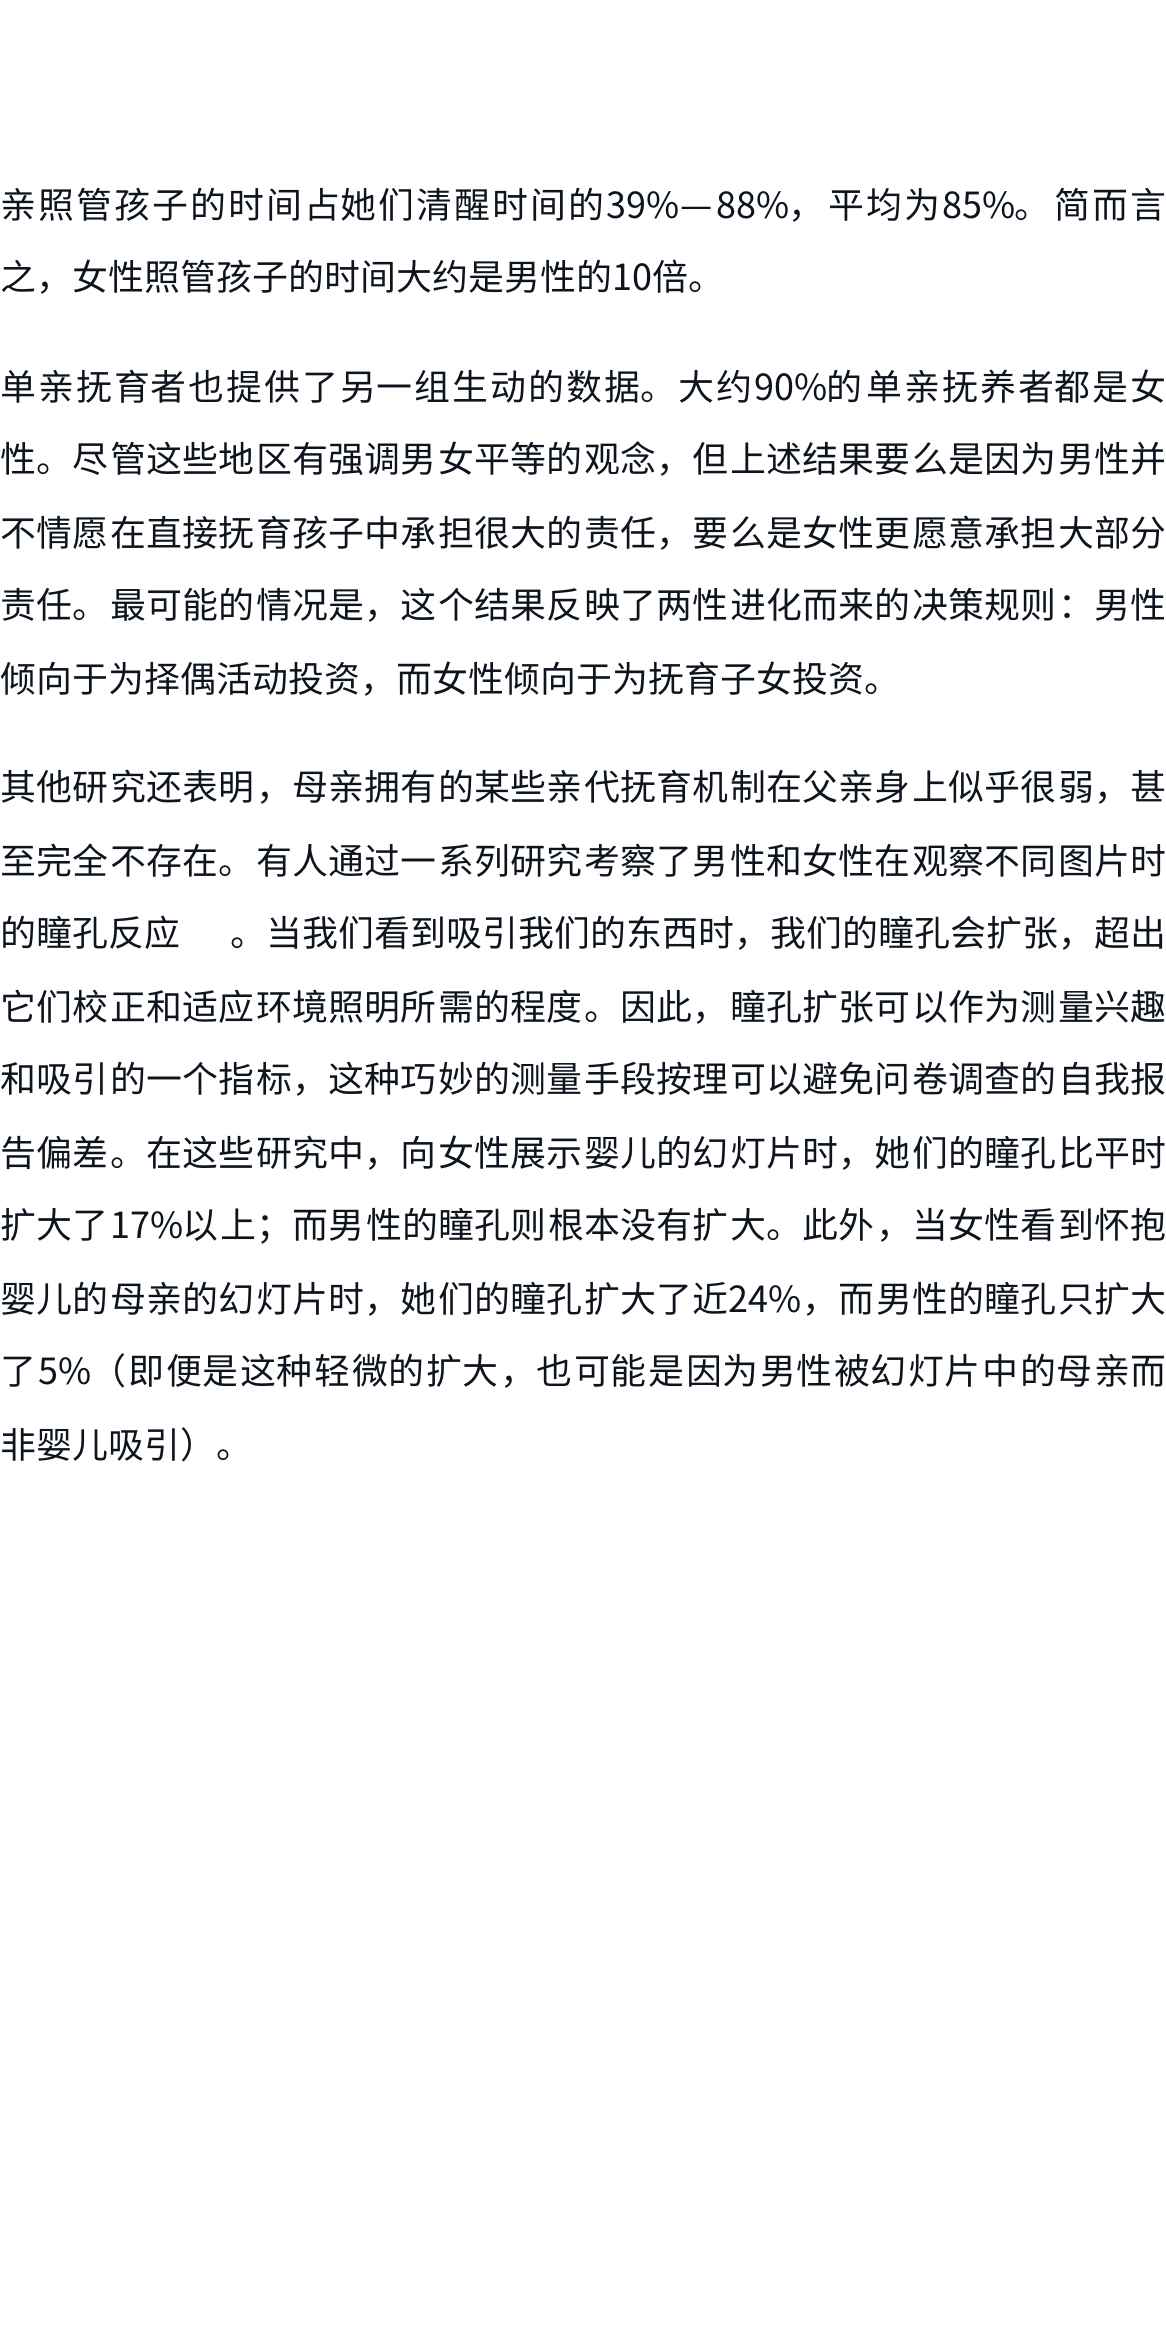 亲照管孩子的时间占她们清醒时间的39%—88%，平均为85%。简而言
之，女性照管孩子的时间大约是男性的10倍。
单亲抚育者也提供了另一组生动的数据。大约90%的单亲抚养者都是女
性。尽管这些地区有强调男女平等的观念，但上述结果要么是因为男性并
不情愿在直接抚育孩子中承担很大的责任，要么是女性更愿意承担大部分
责任。最可能的情况是，这个结果反映了两性进化而来的决策规则：男性
倾向于为择偶活动投资，而女性倾向于为抚育子女投资。
其他研究还表明，母亲拥有的某些亲代抚育机制在父亲身上似乎很弱，甚
至完全不存在。有人通过一系列研究考察了男性和女性在观察不同图片时
的瞳孔反应 。当我们看到吸引我们的东西时，我们的瞳孔会扩张，超出
它们校正和适应环境照明所需的程度。因此，瞳孔扩张可以作为测量兴趣
和吸引的一个指标，这种巧妙的测量手段按理可以避免问卷调查的自我报
告偏差。在这些研究中，向女性展示婴儿的幻灯片时，她们的瞳孔比平时
扩大了17%以上；而男性的瞳孔则根本没有扩大。此外，当女性看到怀抱
婴儿的母亲的幻灯片时，她们的瞳孔扩大了近24%，而男性的瞳孔只扩大
了5%（即便是这种轻微的扩大，也可能是因为男性被幻灯片中的母亲而
非婴儿吸引）。